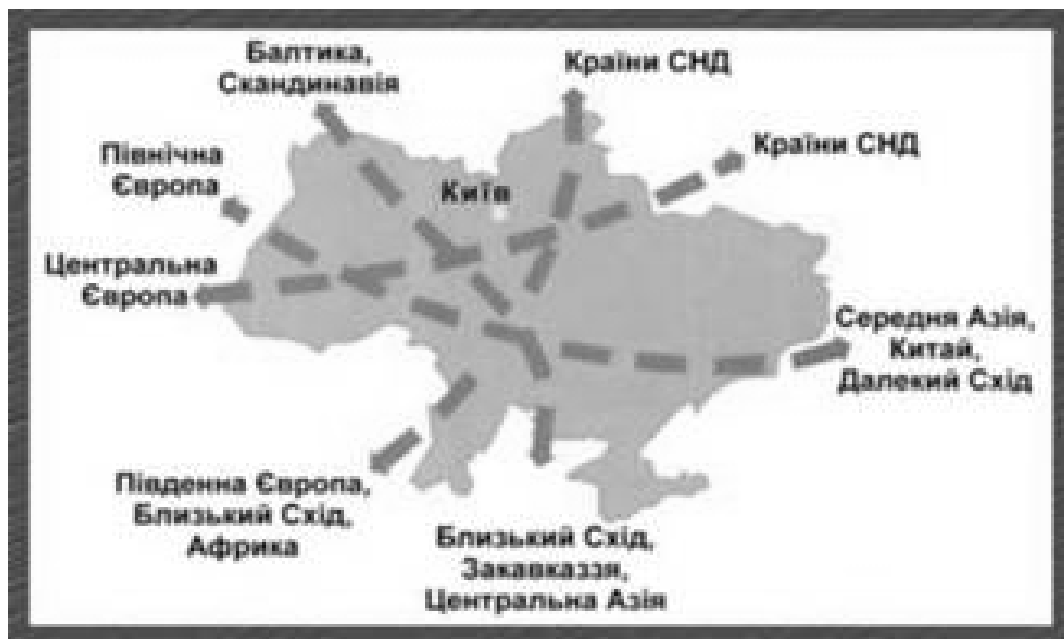 Балтика,
Скандинавія
Країни СНД
Країни СНД
Північна
Європа
Київ
Центральна
Європа
Середня Азія,
Китай,
Далекий Схід
Південна Європа,
Близький Схід,
Африка
Близький Схід,
Закавказзя,
Центральна Азія